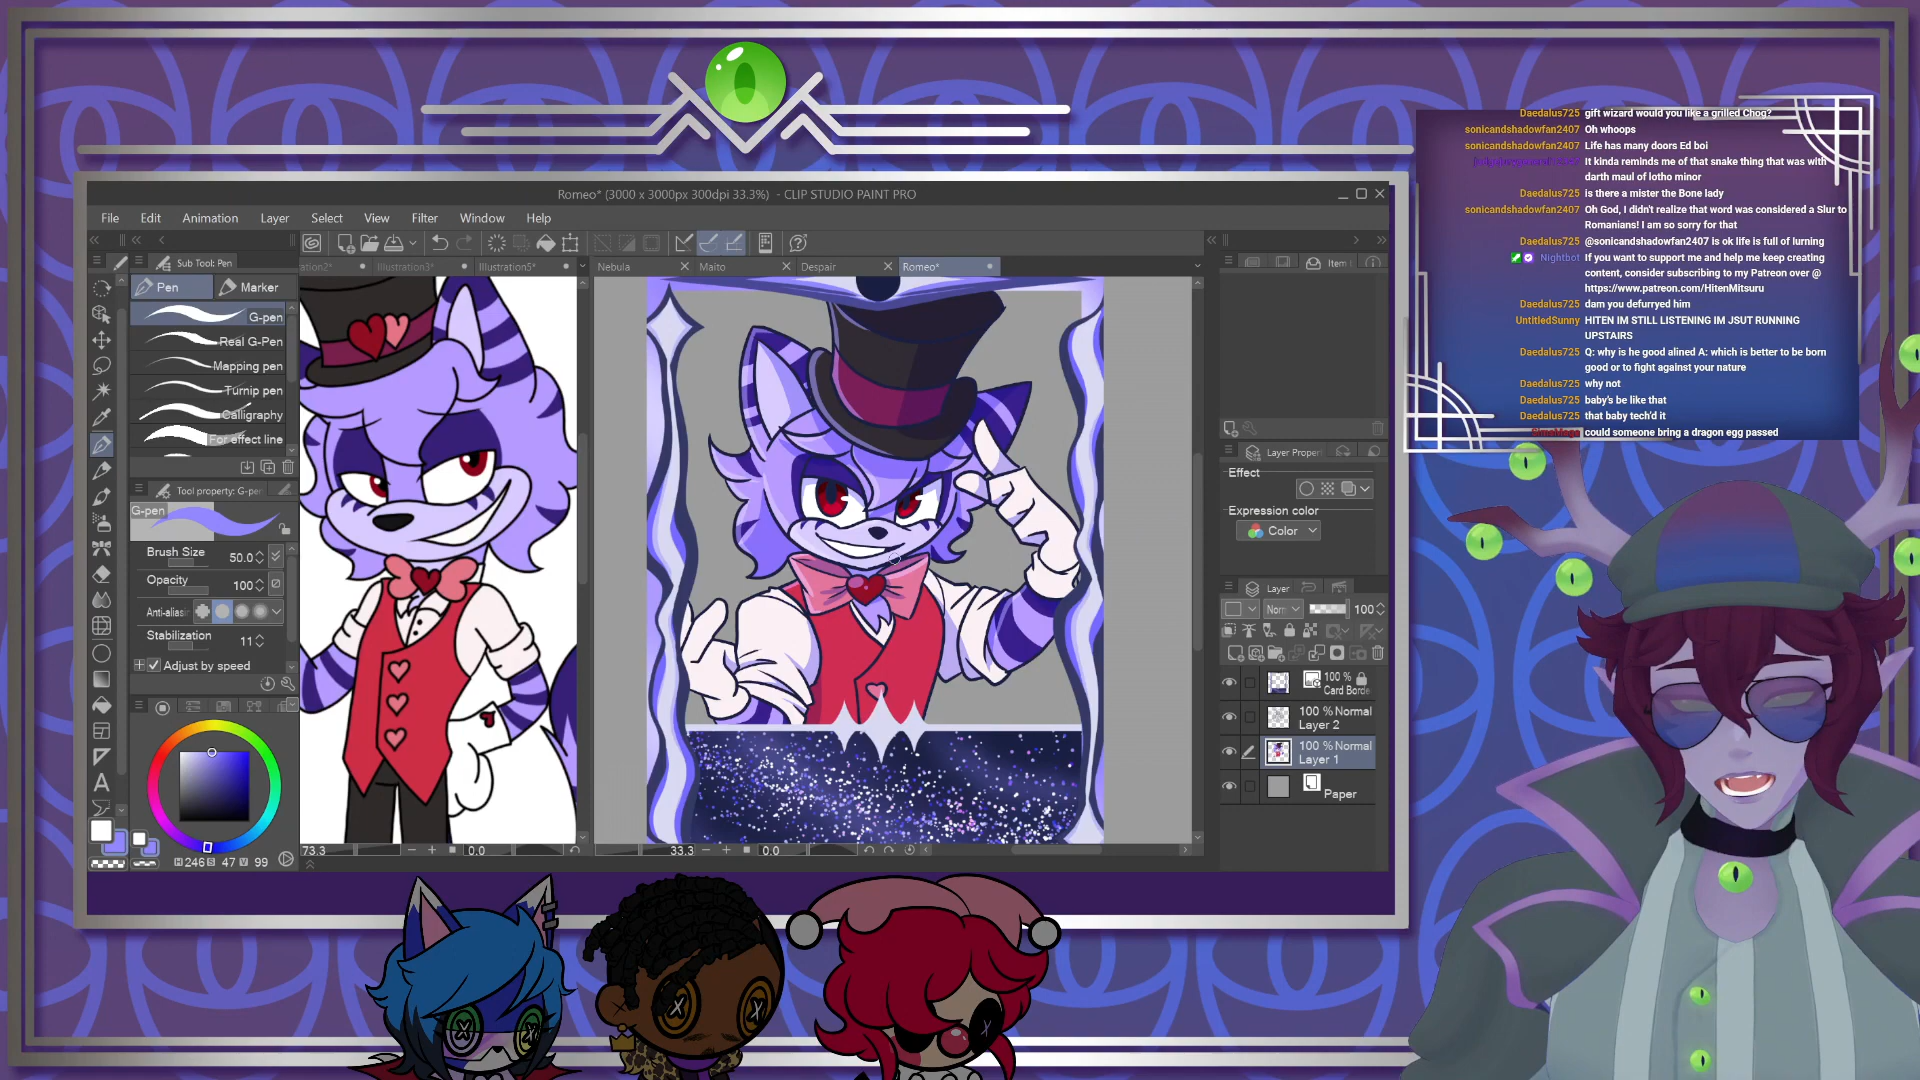 Romeo* (3000 x 3000px 300dpi 33.3%) - CLIP STUDIO PAINT PRO
File Edit Animation Layer Select View Filter Window Help
Sub Tool: Pen
Pen Marker
G-pen
Real G-Pen
Mapping pen
Turnip pen
Calligraphy
For effect line
Tool property: G-pen
G-pen
Brush Size 50.0
Opacity 100
Anti-aliasi
Stabilization 11
Adjust by speed
H 246 S 47 V 99
ation2* Illustration3* Illustration5*
Nebula Maito Despair Romeo*
73.3 0.0
33.3 0.0
Item
Layer Proper
Effect
Expression color
Color
Layer
Norm 100
100 %
Card Borde
100 % Normal
Layer 2
100 % Normal
Layer 1
Paper
Daedalus725 gift wizard would you like a grilled Chog?
sonicandshadowfan2407 Oh whoops
sonicandshadowfan2407 Life has many doors Ed boi
It kinda reminds me of that snake thing that was with
darth maul of lotho minor
Daedalus725 is there a mister the Bone lady
sonicandshadowfan2407 Oh God, I didn't realize that word was considered a Slur to
Romanians! I am so sorry for that
Daedalus725 @sonicandshadowfan2407 is ok life is full of lurning
Nightbot If you want to support me and help me keep creating
content, consider subscribing to my Patreon over @
https://www.patreon.com/HitenMitsuru
Daedalus725 dam you defurryed him
UntitledSunny HITEN IM STILL LISTENING IM JSUT RUNNING
UPSTAIRS
Daedalus725 Q: why is he good alined A: which is better to be born
good or to fight against your nature
Daedalus725 why not
Daedalus725 baby's be like that
Daedalus725 that baby tech'd it
could someone bring a dragon egg passed